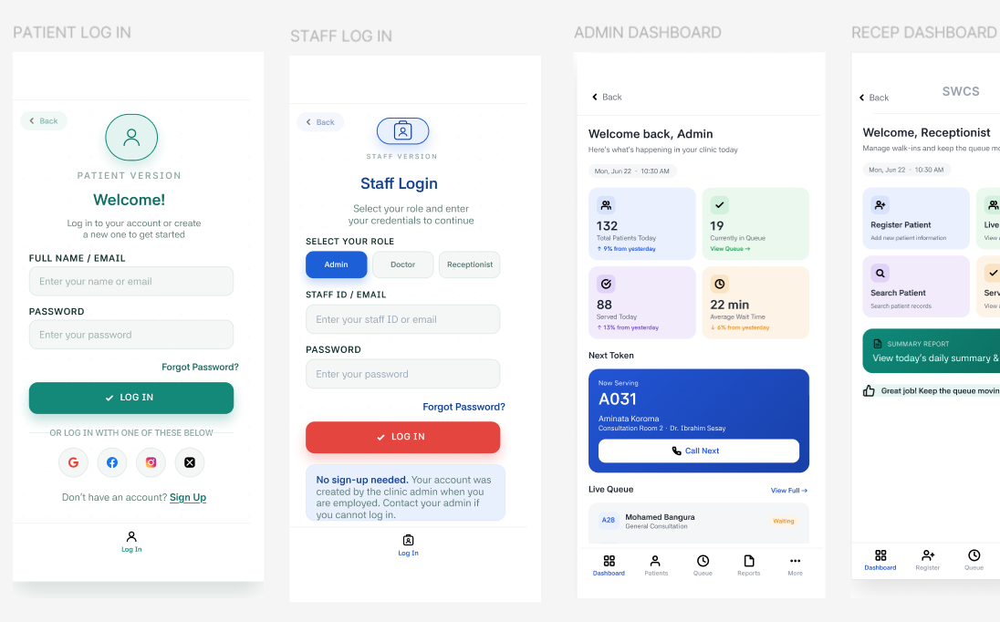 PATIENT LOG IN
Back
PATIENT VERSION
Welcome!
Log in to your account or create
a new one to get started
FULL NAME / EMAIL
Enter your name or email
PASSWORD
Enter your password
Forgot Password?
LOG IN
OR LOG IN WITH ONE OF THESE BELOW
Don't have an account? Sign Up
Log In
STAFF LOG IN
Back
STAFF VERSION
Staff Login
Select your role and enter
your credentials to continue
SELECT YOUR ROLE
Admin
Doctor
Receptionist
STAFF ID / EMAIL
Enter your staff ID or email
PASSWORD
Enter your password
Forgot Password?
LOG IN
No sign-up needed. Your account was
created by the clinic admin when you
are employed. Contact your admin if
you cannot log in.
Log In
ADMIN DASHBOARD
Back
Welcome back, Admin
Here's what's happening in your clinic today
Mon, Jun 22 · 10:30 AM
132
Total Patients Today
↑ 9% from yesterday
19
Currently in Queue
View Queue →
88
Served Today
↑ 13% from yesterday
22 min
Average Wait Time
↓ 6% from yesterday
Next Token
Now Serving
A031
Aminata Koroma
Consultation Room 2 · Dr. Ibrahim Sesay
Call Next
Live Queue
View Full →
A28
Mohamed Bangura
General Consultation
Waiting
Dashboard
Patients
Queue
Reports
More
RECEP DASHBOARD
Back
SWCS
Welcome, Receptionist
Manage walk-ins and keep the queue mo
Mon, Jun 22 · 10:30 AM
Register Patient
Add new patient information
Live
View
Search Patient
Search patient records
Serv
View
SUMMARY REPORT
View today's daily summary &
Great job! Keep the queue movin
Dashboard
Register
Queue